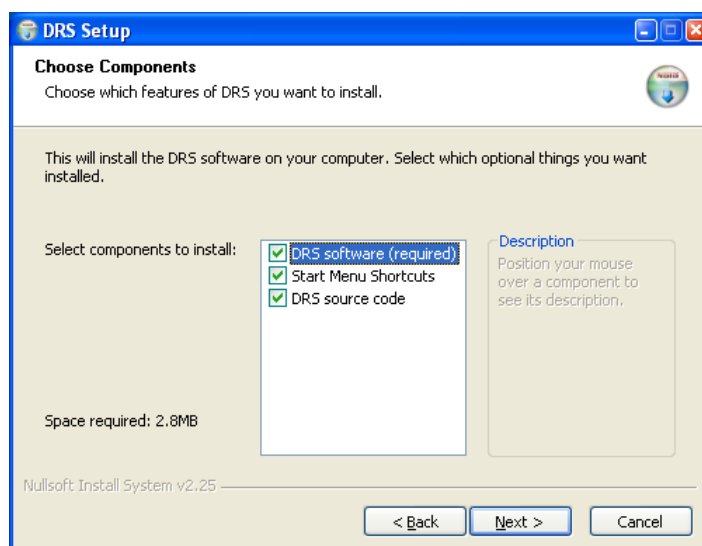 DRS Setup
Choose Components
Choose which features of DRS you want to install.
This will install the DRS software on your computer. Select which optional things you want
installed.
Select components to install:
DRS software (required)
Start Menu Shortcuts
DRS source code
Description
Position your mouse
over a component to
see its description.
Space required: 2.8MB
Nullsoft Install System v2.25
< Back
Next >
Cancel